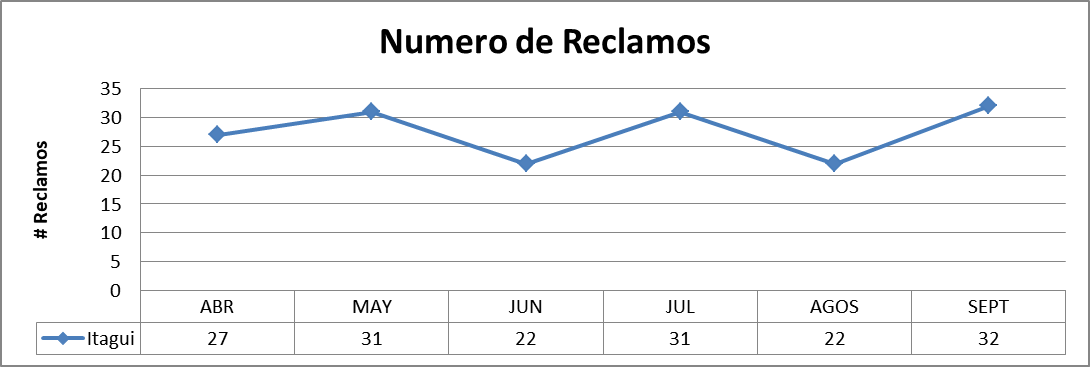 Numero de Reclamos
# Reclamos
35
30
25
20
15
10
5
0
ABR MAY JUN JUL AGOS SEPT
Itagui 27 31 22 31 22 32